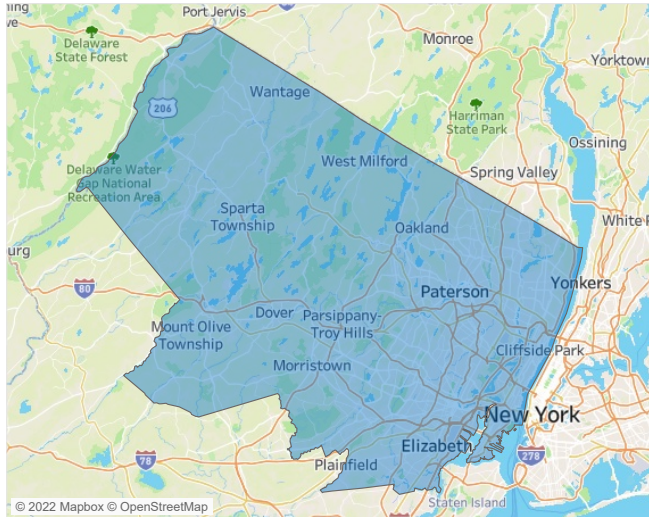 Port Jervis
ning
ve
Delaware
State Forest
Monroe
Yorktown
Wantage
206
Harriman
State Park
Ossining
West Milford
Delaware Water
Gap National
Recreation Area
Spring Valley
Sparta
Township
Oakland
White P
urg
80
Yonkers
Paterson
Dover
Parsippany-
Troy Hills
Mount Olive
Township
Cliffside Park
Morristown
New York
Elizabeth
78
Plainfield
278
Staten Island
© 2022 Mapbox © OpenStreetMap